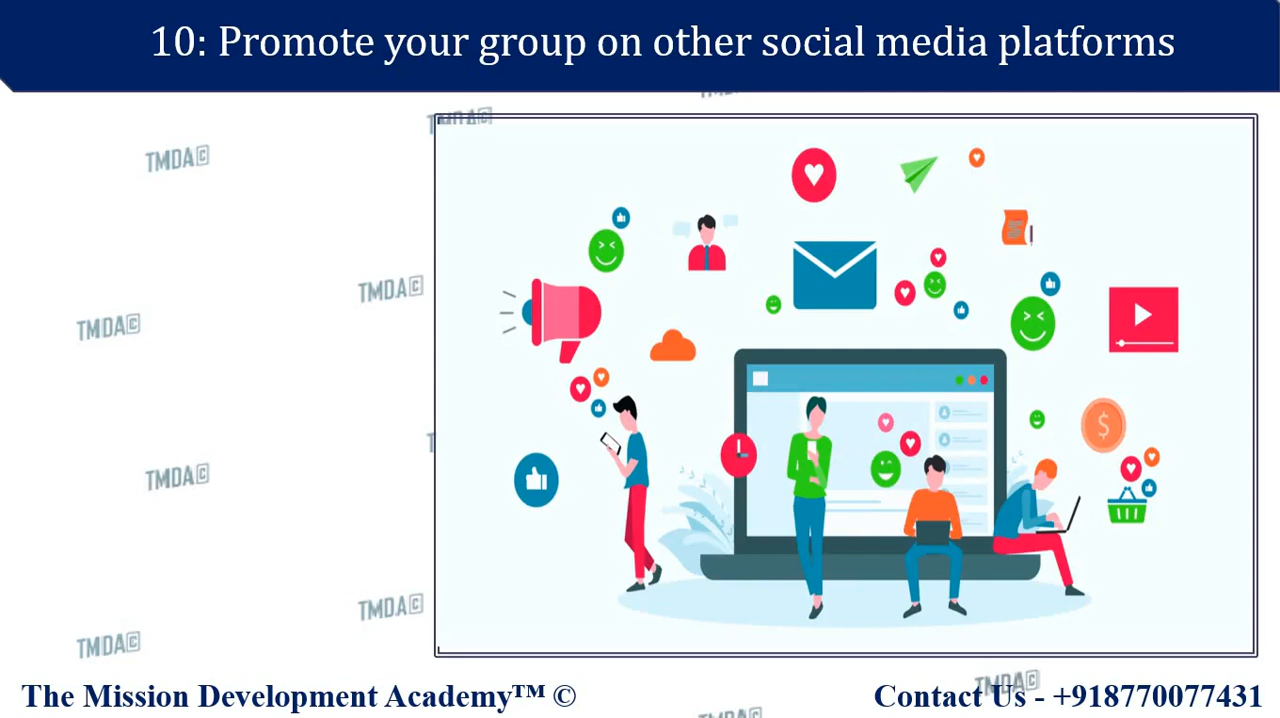 10: Promote your group on other social media platforms
TMDA©
TMDA©
TMDA©
TMDA©
TMDA©
TMDA©
TMDA©
$
The Mission Development Academy™ ©
Contact Us - +918770077431
TMDA©